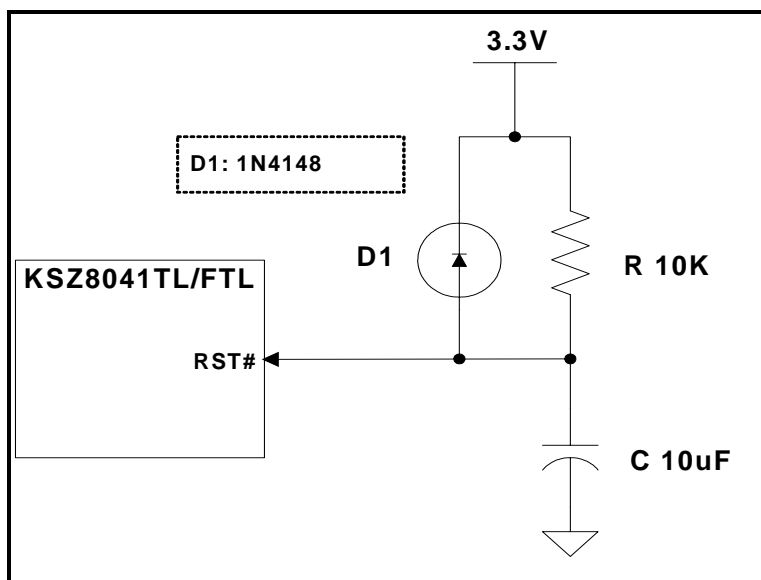 3.3V
D1: 1N4148
D1
R 10K
KSZ8041TL/FTL
RST#
C 10uF